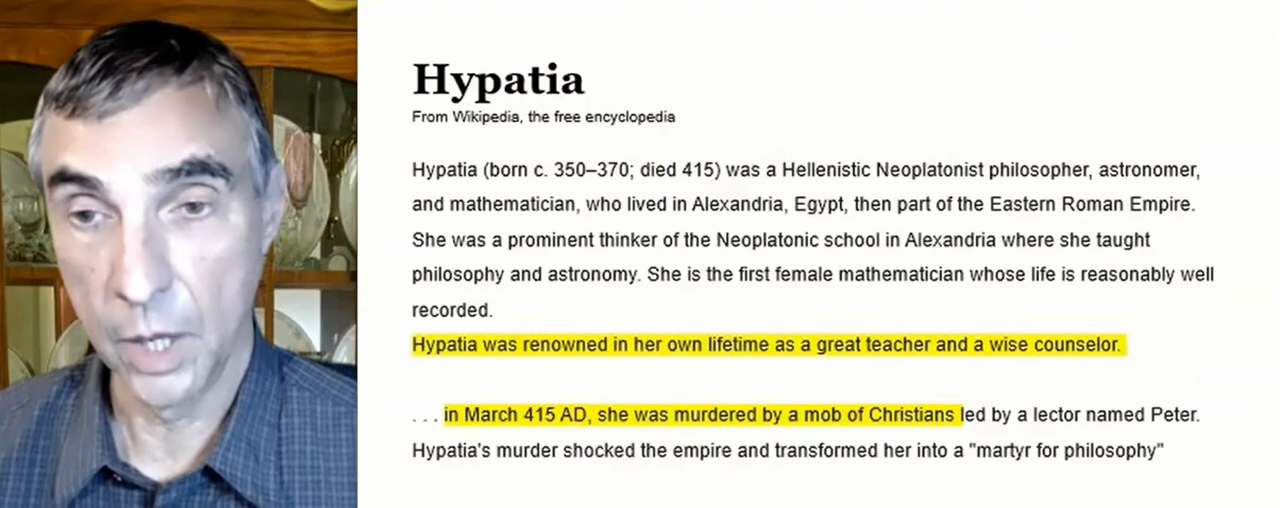 Hypatia
From Wikipedia, the free encyclopedia
Hypatia (born c. 350–370; died 415) was a Hellenistic Neoplatonist philosopher, astronomer,
and mathematician, who lived in Alexandria, Egypt, then part of the Eastern Roman Empire.
She was a prominent thinker of the Neoplatonic school in Alexandria where she taught
philosophy and astronomy. She is the first female mathematician whose life is reasonably well
recorded.
Hypatia was renowned in her own lifetime as a great teacher and a wise counselor.
. . . in March 415 AD, she was murdered by a mob of Christians led by a lector named Peter.
Hypatia's murder shocked the empire and transformed her into a "martyr for philosophy"